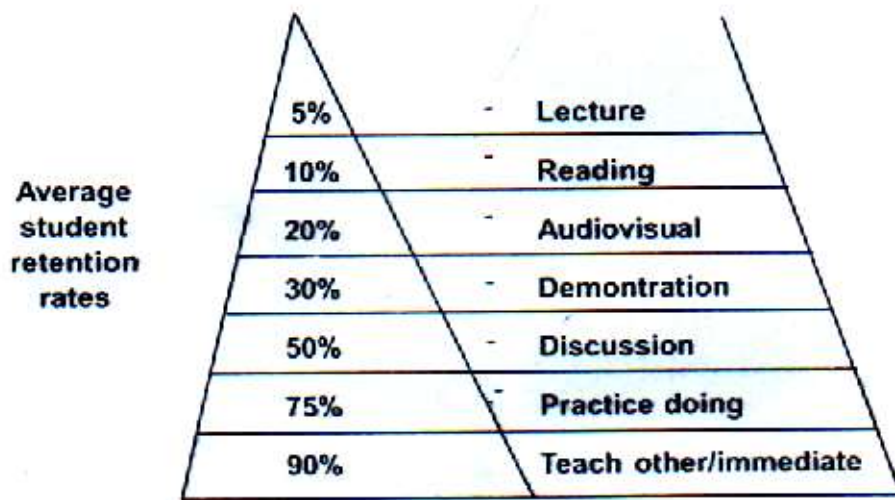 5% - Lecture
10% - Reading
Average
student
retention
rates
20% - Audiovisual
30% - Demontration
50% - Discussion
75% - Practice doing
90% Teach other/immediate